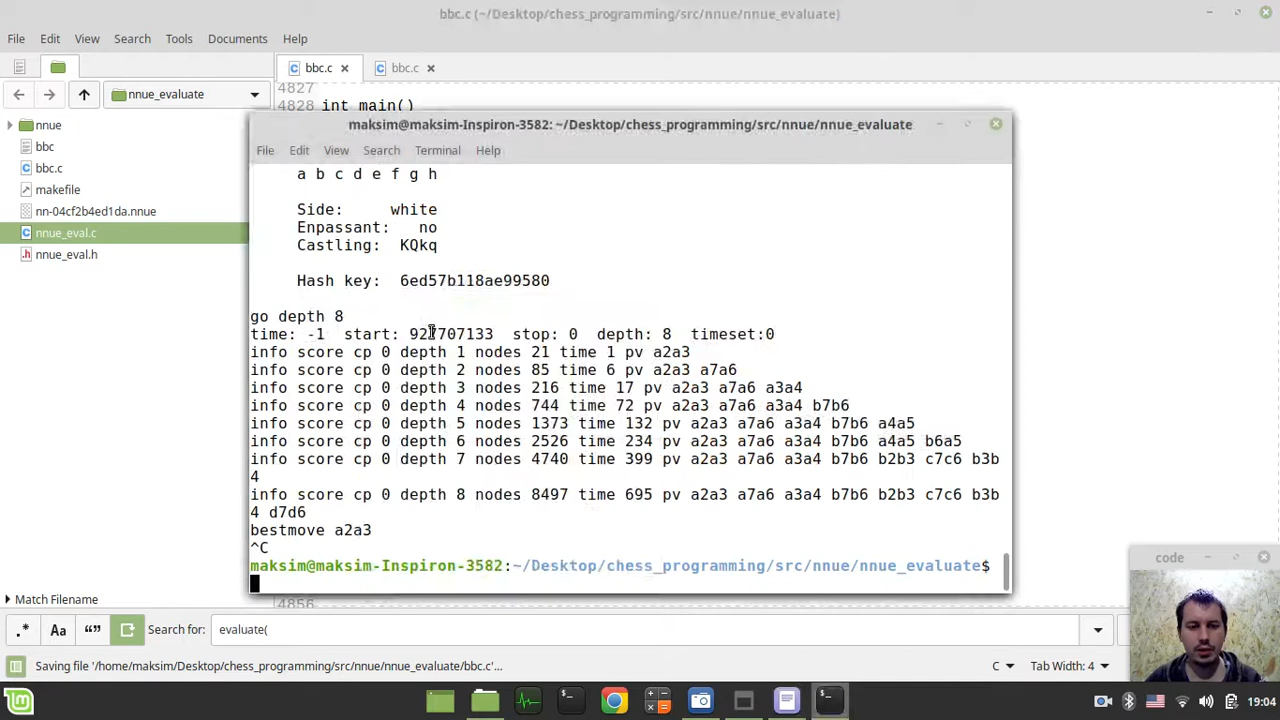 bbc.c (~/Desktop/chess_programming/src/nnue/nnue_evaluate)
File Edit View Search Tools Documents Help
bbc.c
bbc.c
nnue_evaluate
4827
4828 int main()
nnue
bbc
bbc.c
makefile
nn-04cf2b4ed1da.nnue
nnue_eval.c
nnue_eval.h
maksim@maksim-Inspiron-3582: ~/Desktop/chess_programming/src/nnue/nnue_evaluate
File Edit View Search Terminal Help
a b c d e f g h
Side: white
Enpassant: no
Castling: KQkq
Hash key: 6ed57b118ae99580
go depth 8
time: -1 start: 922707133 stop: 0 depth: 8 timeset:0
info score cp 0 depth 1 nodes 21 time 1 pv a2a3
info score cp 0 depth 2 nodes 85 time 6 pv a2a3 a7a6
info score cp 0 depth 3 nodes 216 time 17 pv a2a3 a7a6 a3a4
info score cp 0 depth 4 nodes 744 time 72 pv a2a3 a7a6 a3a4 b7b6
info score cp 0 depth 5 nodes 1373 time 132 pv a2a3 a7a6 a3a4 b7b6 a4a5
info score cp 0 depth 6 nodes 2526 time 234 pv a2a3 a7a6 a3a4 b7b6 a4a5 b6a5
info score cp 0 depth 7 nodes 4740 time 399 pv a2a3 a7a6 a3a4 b7b6 b2b3 c7c6 b3b
4
info score cp 0 depth 8 nodes 8497 time 695 pv a2a3 a7a6 a3a4 b7b6 b2b3 c7c6 b3b
4 d7d6
bestmove a2a3
^C
maksim@maksim-Inspiron-3582:~/Desktop/chess_programming/src/nnue/nnue_evaluate$
code
Match Filename
4856
.* Aa “” Search for: evaluate(
Saving file '/home/maksim/Desktop/chess_programming/src/nnue/nnue_evaluate/bbc.c'...
C Tab Width: 4
19:04